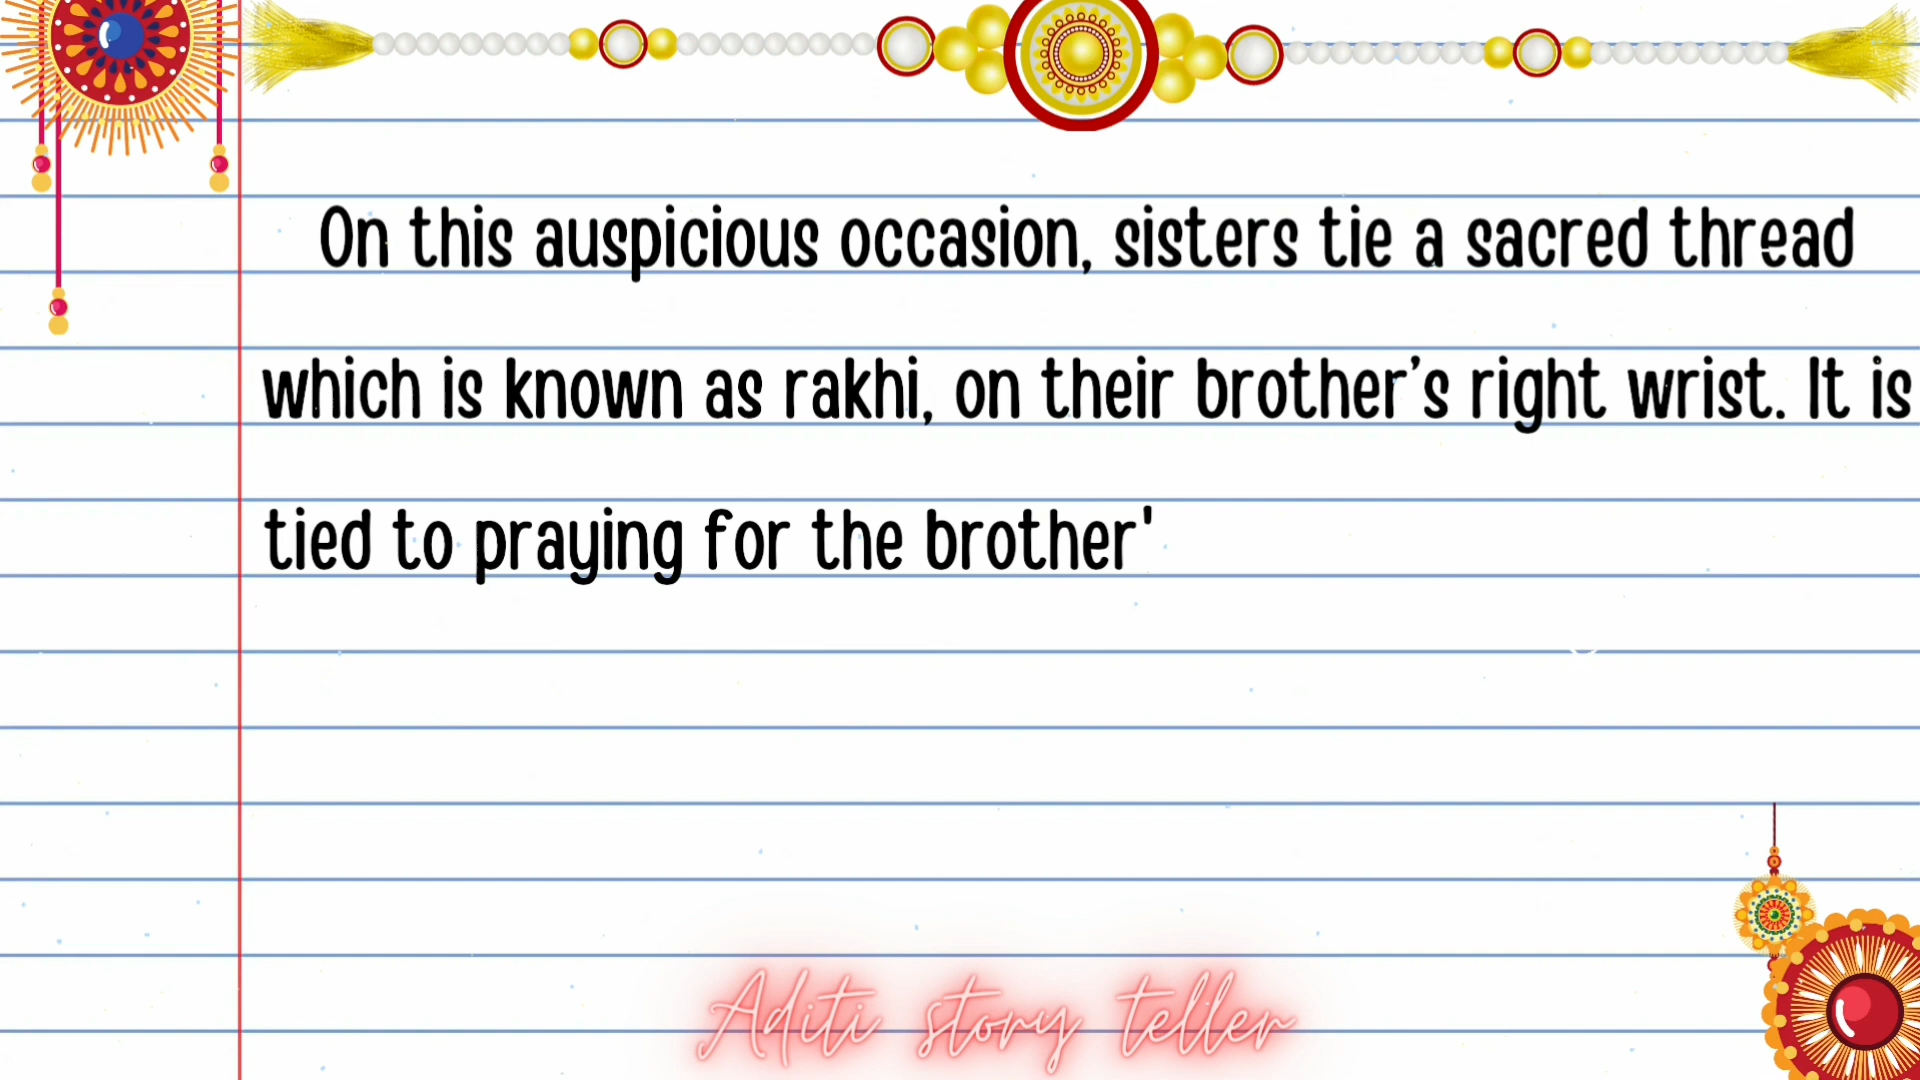 On this auspicious occasion, sisters tie a sacred thread
which is known as rakhi, on their brother’s right wrist. It is
tied to praying for the brother'
Aditi story teller